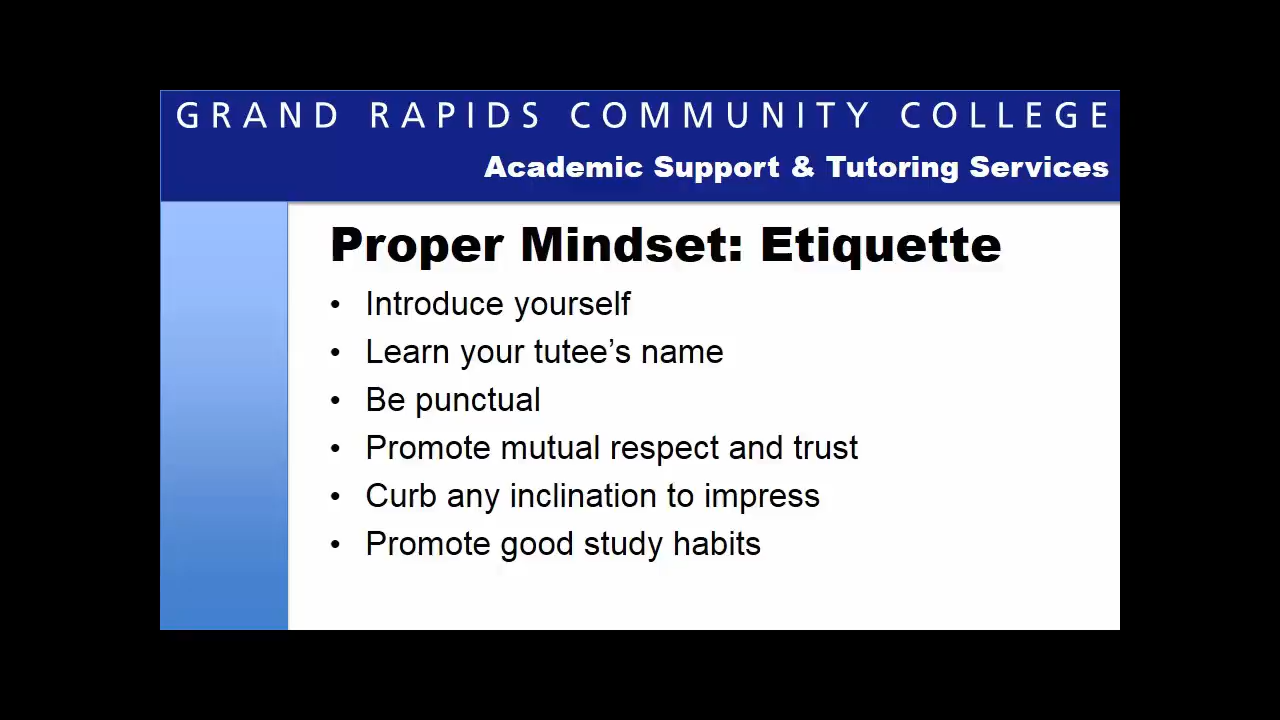 GRAND RAPIDS COMMUNITY COLLEGE
Academic Support & Tutoring Services
Proper Mindset: Etiquette
• Introduce yourself
• Learn your tutee’s name
• Be punctual
• Promote mutual respect and trust
• Curb any inclination to impress
• Promote good study habits